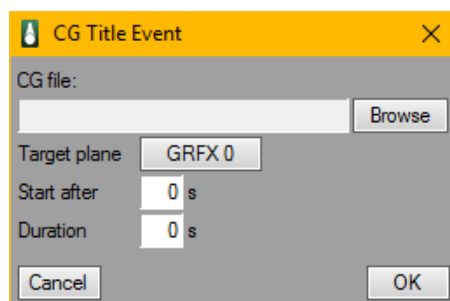 CG Title Event
CG file:
Browse
Target plane GRFX 0
Start after 0 s
Duration 0 s
Cancel OK